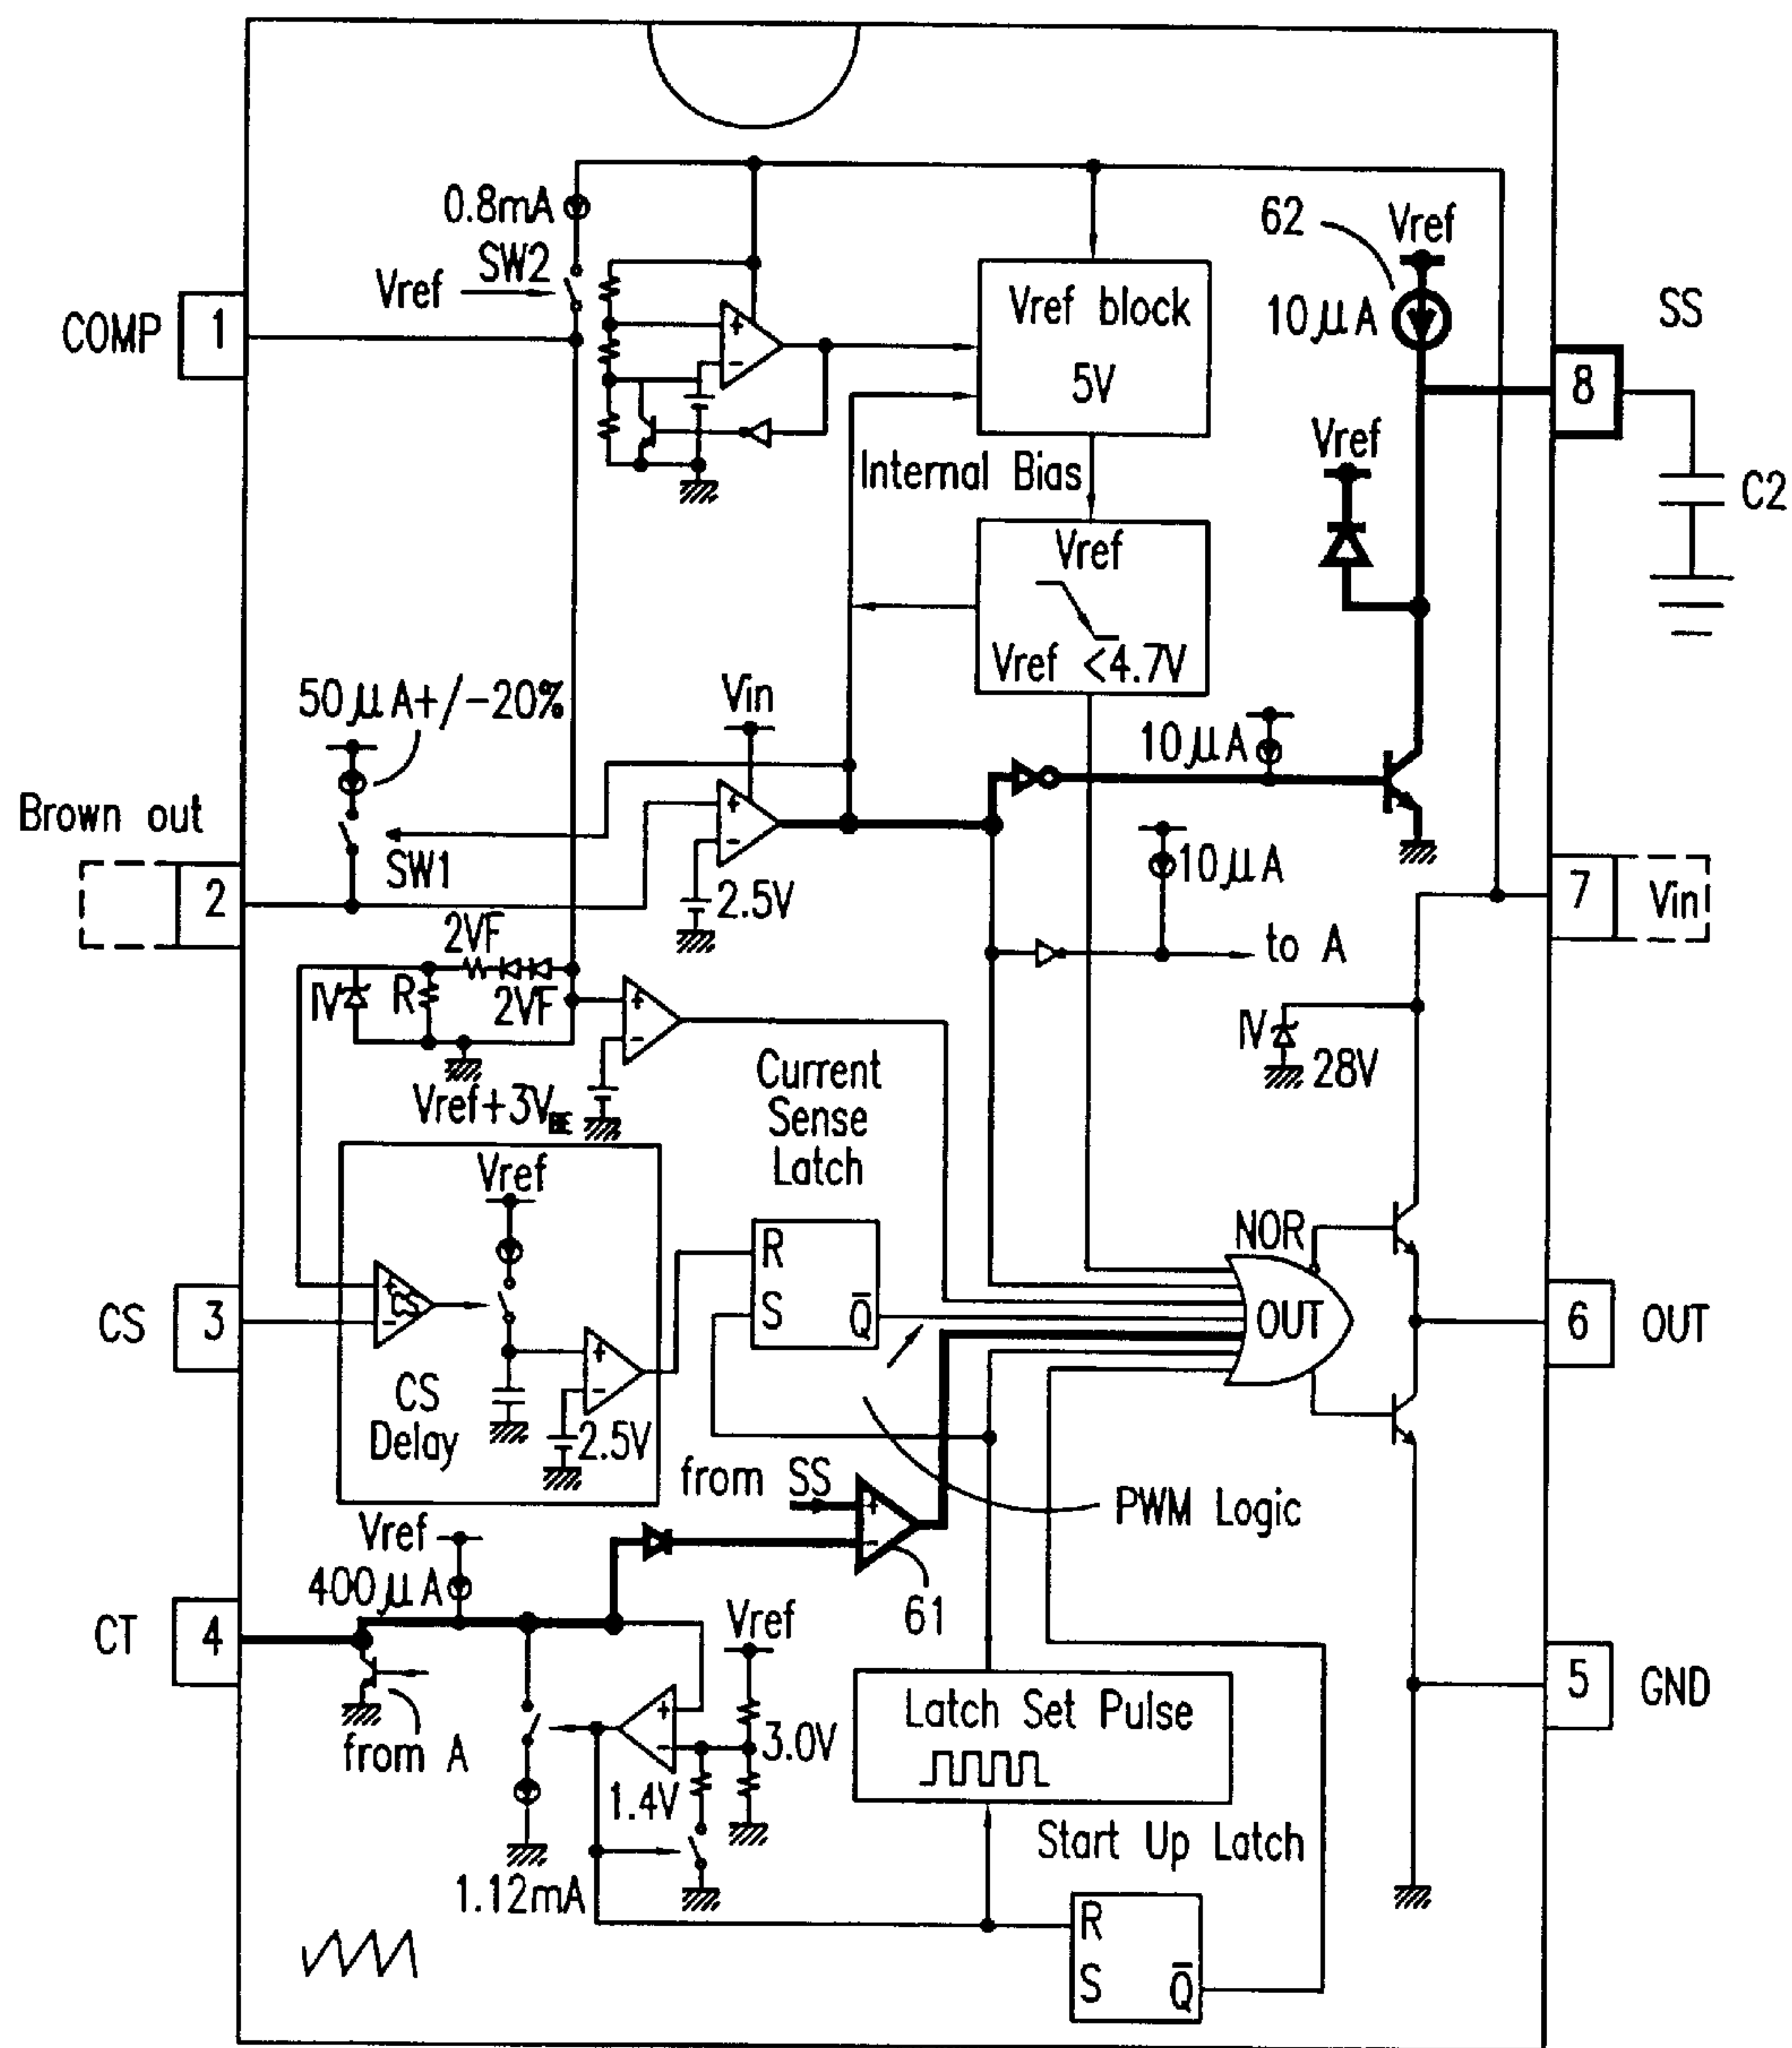 0.8mA
SW2
Vref
COMP
1
+
-
Vref block
5V
62
Vref
10μA
SS
8
Vref
C2
Internal Bias
Vref
Vref <4.7V
50μA+/-20%
Vin
10μA
Brown out
SW1
2
+
-
2.5V
10μA
to A
7
Vin
2VF
IV
R
2VF
+
-
Vref+3VBE
IV
28V
Current
Sense
Latch
Vref
NOR
R
S
Q̅
OUT
CS
3
+
-
CS
+
-
2.5V
CS
Delay
6
OUT
from SS
+
-
61
PWM Logic
Vref
400μA
CT
4
from A
Vref
+
-
3.0V
1.4V
1.12mA
Latch Set Pulse
5
GND
Start Up Latch
R
S
Q̅